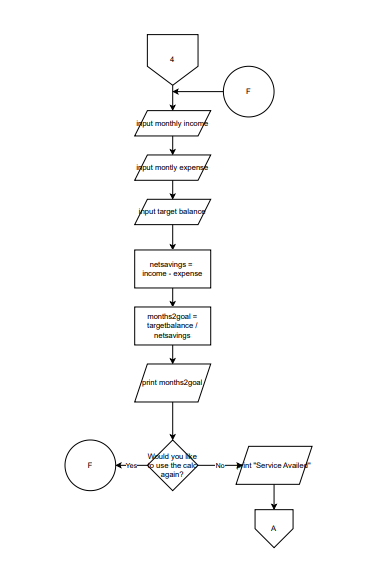 4
F
input monthly income
input montly expense
input target balance
netsavings =
income - expense
months2goal =
targetbalance /
netsavings
print months2goal
Would you like
to use the calc
again?
F
Yes
No
print "Service Availed"
A